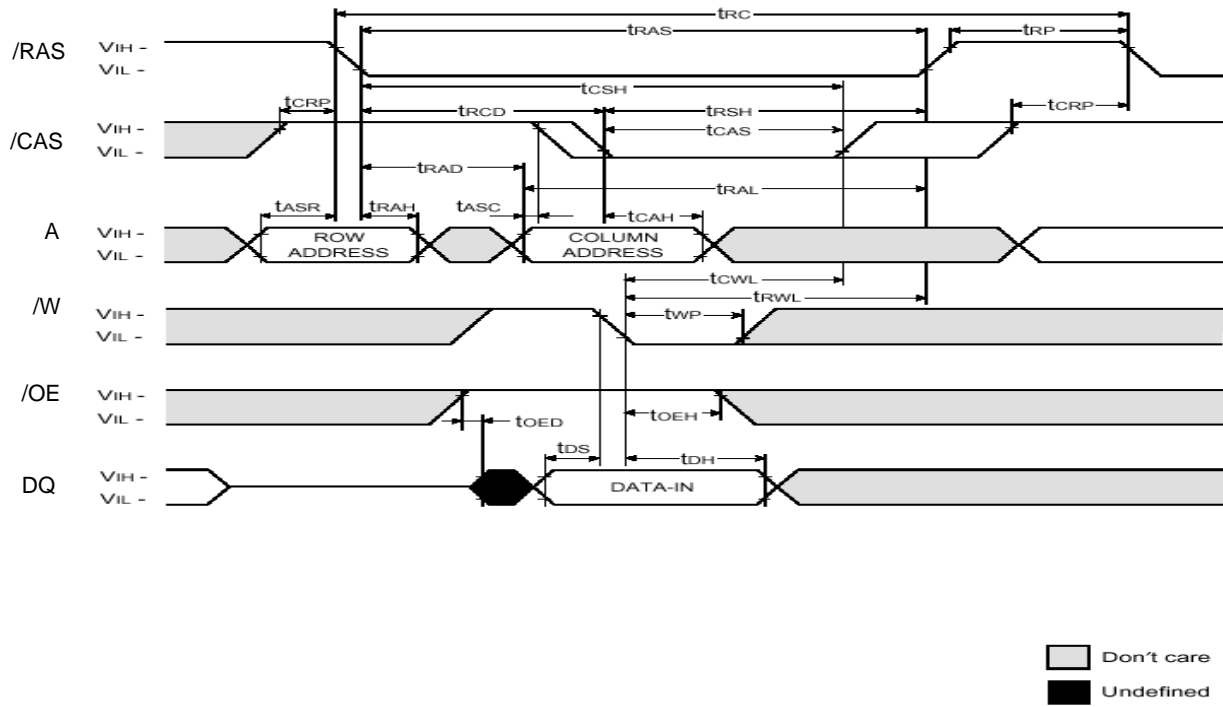 tRC
tRAS tRP
/RAS VIH -
VIL -
tCSH
tCRP tRCD tRSH tCRP
/CAS VIH -
tCAS
VIL -
tRAD
tRAL
tASR tRAH tASC tCAH
A VIH -
VIL -
ROW
ADDRESS
COLUMN
ADDRESS
tCWL
tRWL
/W VIH -
tWP
VIL -
/OE VIH -
VIL -
tOED tOEH
tDS tDH
DQ VIH -
VIL -
DATA-IN
Don't care
Undefined